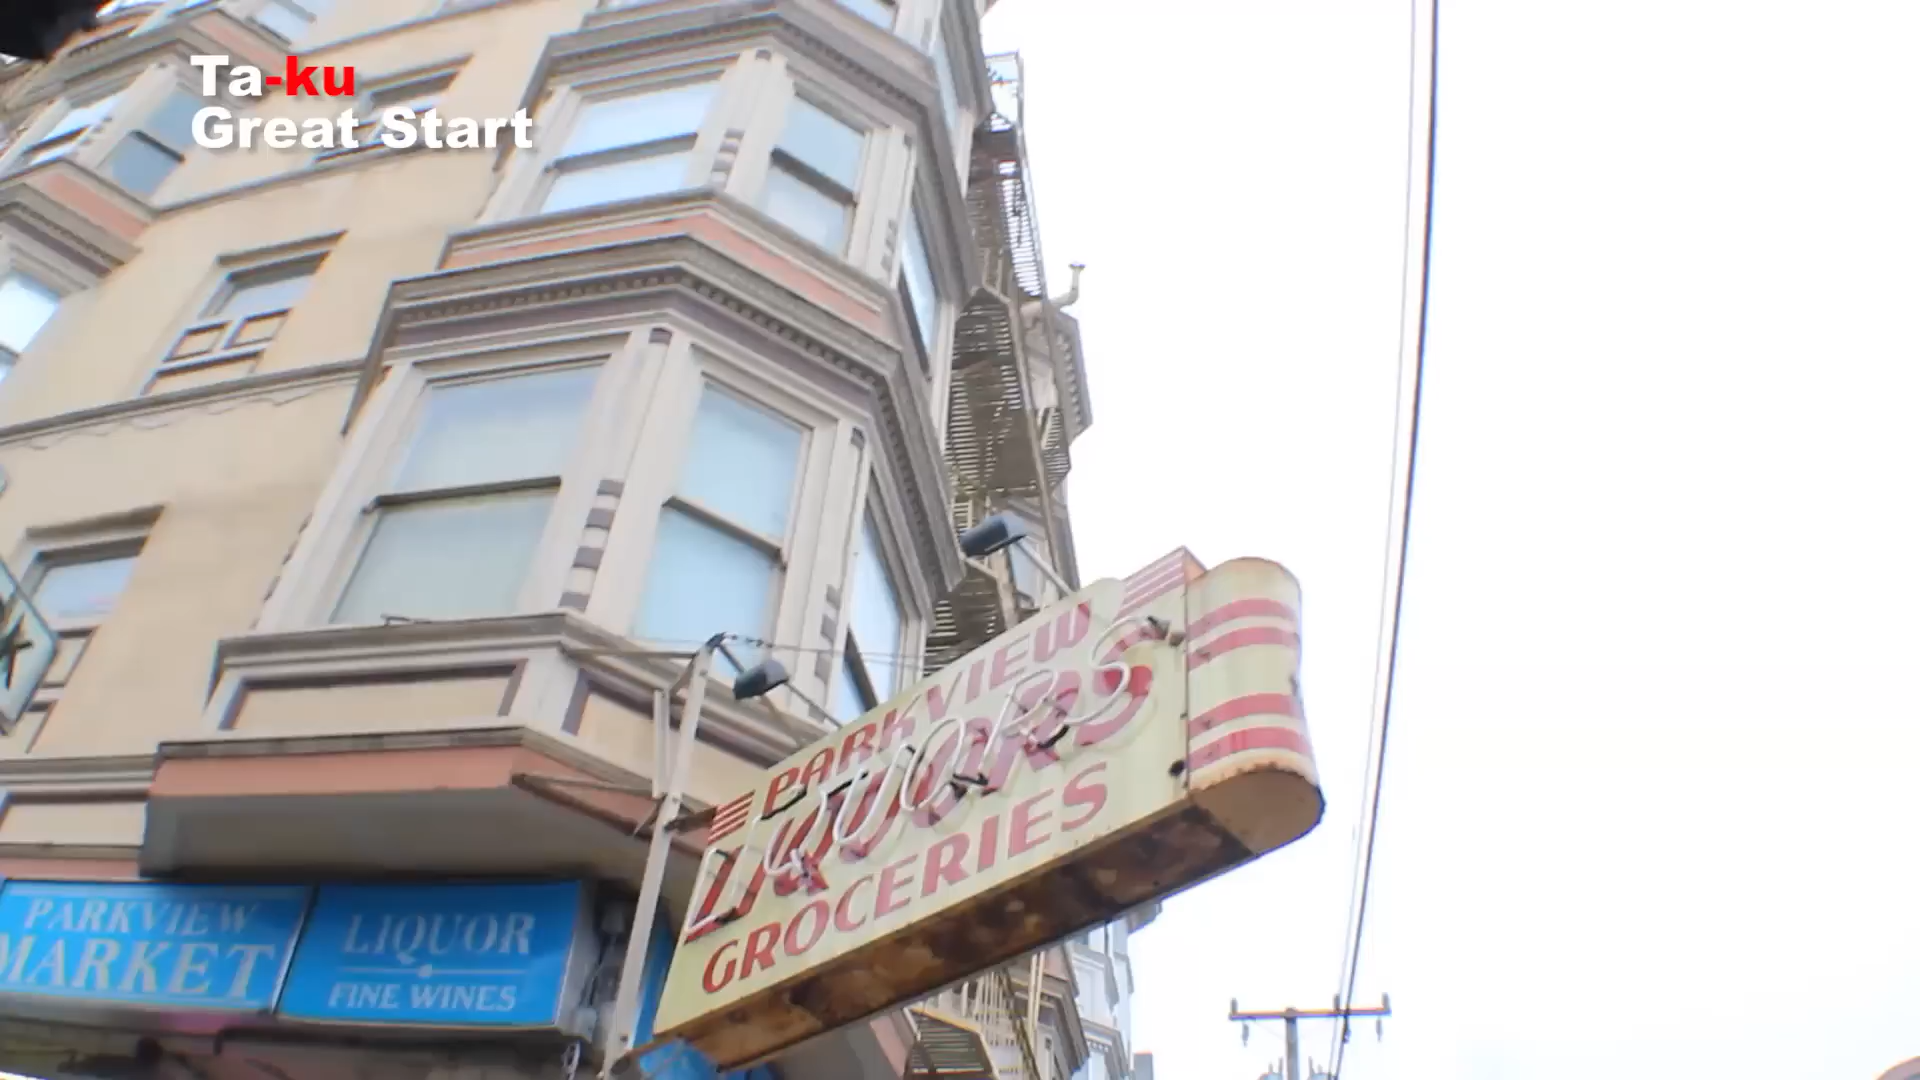 Ta-ku
Great Start
PARKVIEW
LIQUORS
GROCERIES
PARKVIEW
MARKET
LIQUOR
FINE WINES